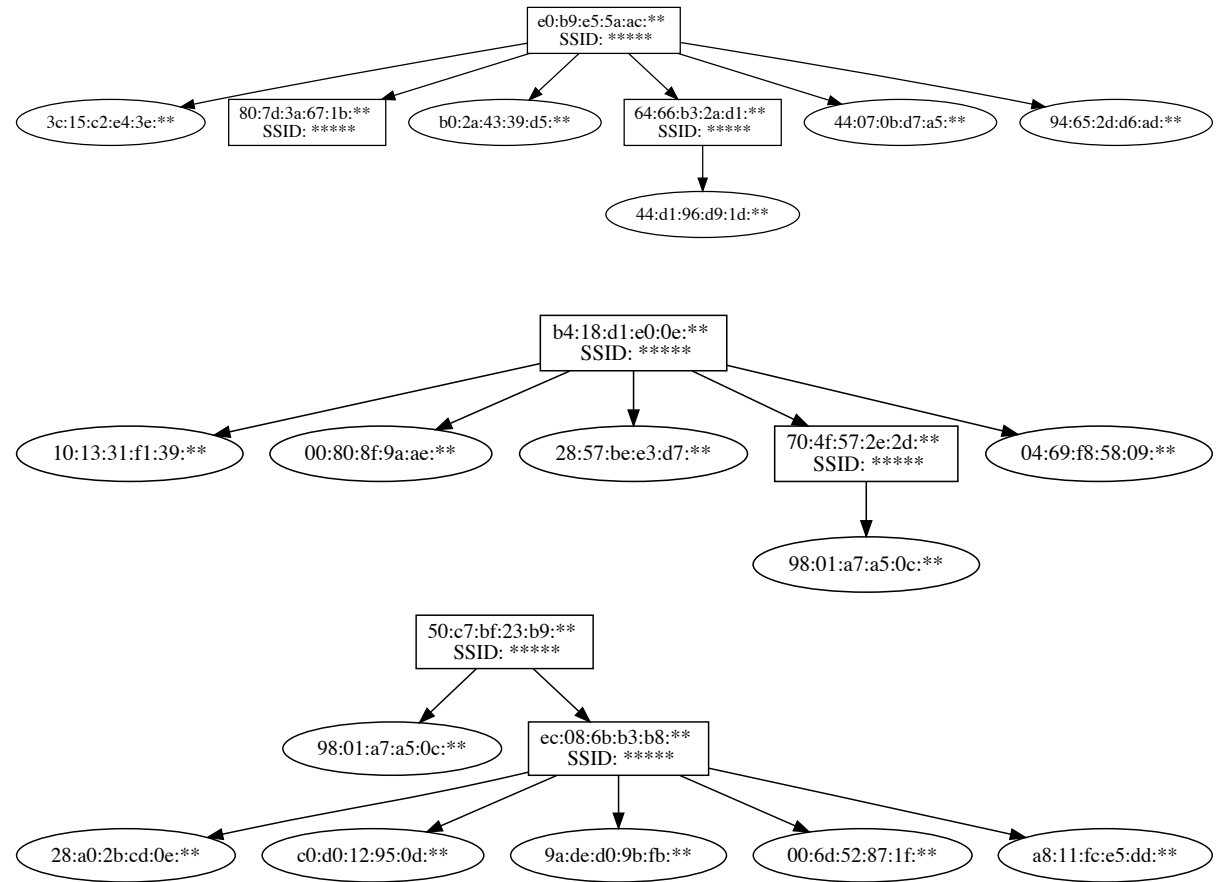 e0:b9:e5:5a:ac:**
SSID: *****
3c:15:c2:e4:3e:**
80:7d:3a:67:1b:**
SSID: *****
b0:2a:43:39:d5:**
64:66:b3:2a:d1:**
SSID: *****
44:07:0b:d7:a5:**
94:65:2d:d6:ad:**
44:d1:96:d9:1d:**
b4:18:d1:e0:0e:**
SSID: *****
10:13:31:f1:39:**
00:80:8f:9a:ae:**
28:57:be:e3:d7:**
70:4f:57:2e:2d:**
SSID: *****
04:69:f8:58:09:**
98:01:a7:a5:0c:**
50:c7:bf:23:b9:**
SSID: *****
98:01:a7:a5:0c:**
ec:08:6b:b3:b8:**
SSID: *****
28:a0:2b:cd:0e:**
c0:d0:12:95:0d:**
9a:de:d0:9b:fb:**
00:6d:52:87:1f:**
a8:11:fc:e5:dd:**